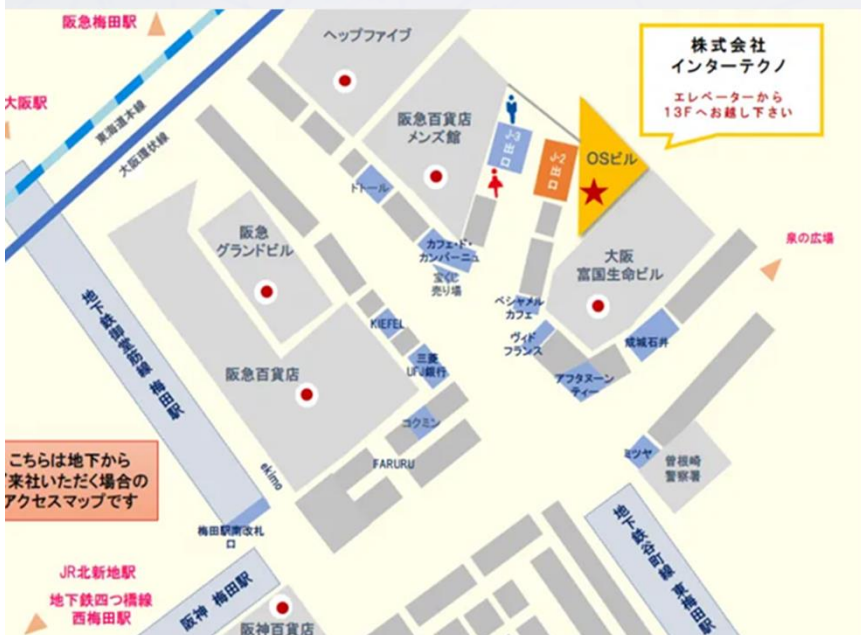 阪急梅田駅
大阪駅
東海道本線
大阪環状線
ヘップファイブ
阪急百貨店
メンズ館
J-3出口
J-2出口
OSビル
株式会社
インターテクノ
エレベーターから
13Fへお越し下さい
ドトール
カフェ・ド・
カンパーニュ
宝くじ
売り場
阪急
グランドビル
大阪
富国生命ビル
泉の広場
地下鉄御堂筋線 梅田駅
KIEFEL
三菱
UFJ銀行
ベシャメル
カフェ
ヴィド
フランス
成城石井
アフタヌーン
ティー
阪急百貨店
コクミン
FARURU
ekimo
ミツヤ
曽根崎
警察署
こちらは地下から
来社いただく場合の
アクセスマップです
梅田駅南改札
口
地下鉄谷町線 東梅田駅
JR北新地駅
地下鉄四つ橋線
西梅田駅
阪神 梅田駅
阪神百貨店